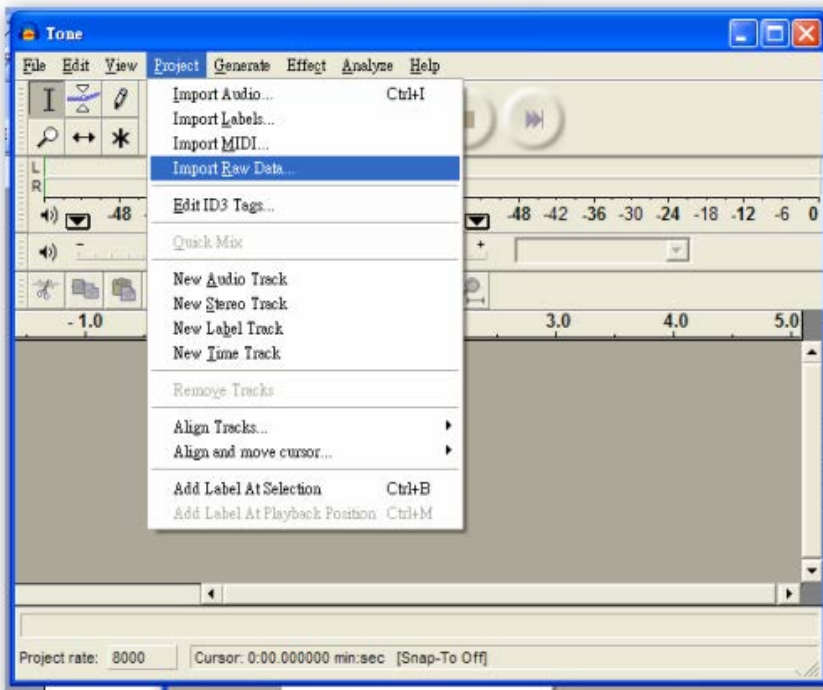 Tone
File Edit View Project Generate Effect Analyze Help
Import Audio... Ctrl+I
Import Labels...
Import MIDI...
Import Raw Data...
L
R
-48 -48 -42 -36 -30 -24 -18 -12 -6 0
Edit ID3 Tags...
Quick Mix
- +
New Audio Track
New Stereo Track
New Label Track
New Time Track
- 1.0 3.0 4.0 5.0
Remove Tracks
Align Tracks...
Align and move cursor...
Add Label At Selection Ctrl+B
Add Label At Playback Position Ctrl+M
Project rate: 8000 Cursor: 0:00.000000 min:sec [Snap-To Off]